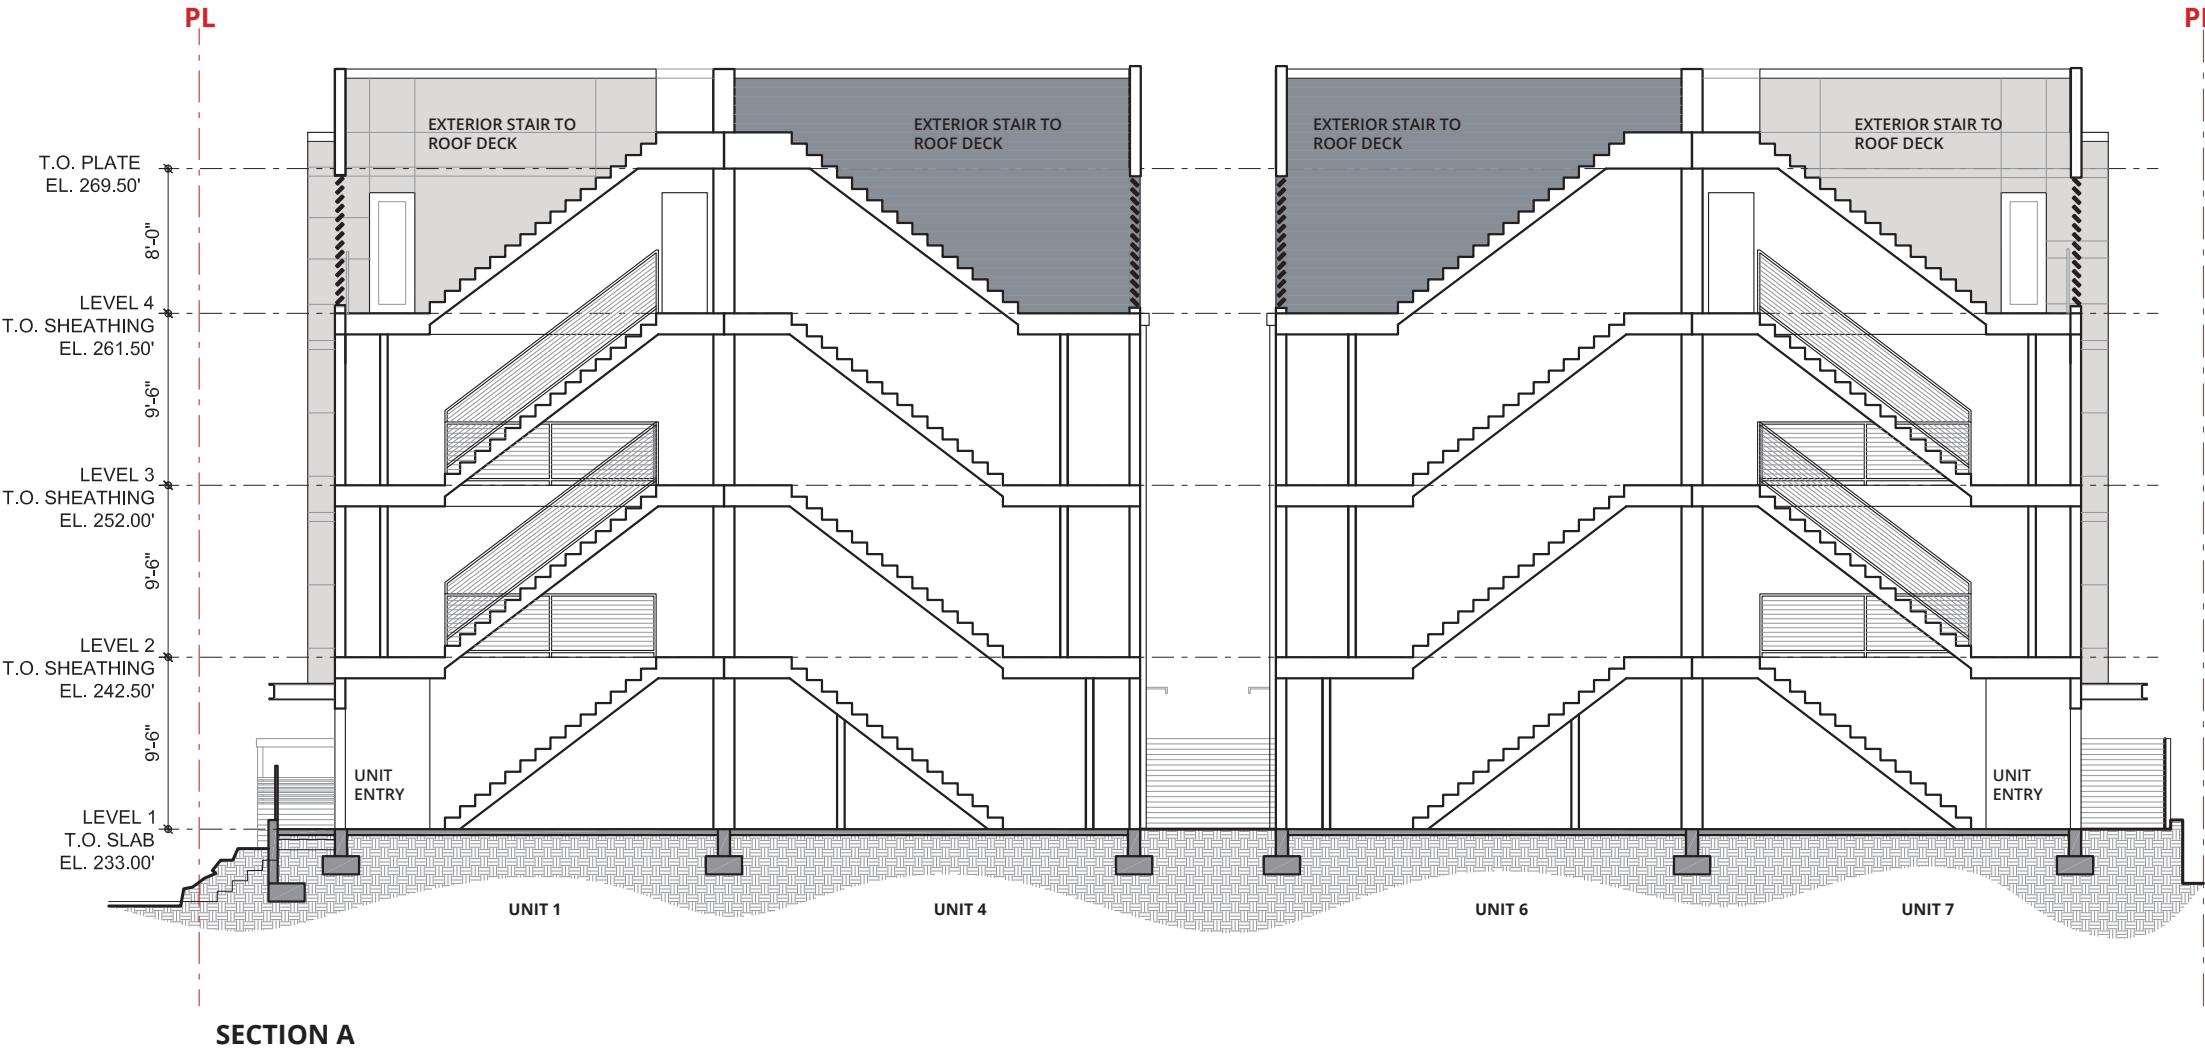 PL
PL
EXTERIOR STAIR TO
ROOF DECK
EXTERIOR STAIR TO
ROOF DECK
EXTERIOR STAIR TO
ROOF DECK
EXTERIOR STAIR TO
ROOF DECK
T.O. PLATE
EL. 269.50'
8'-0"
LEVEL 4
T.O. SHEATHING
EL. 261.50'
9'-6"
LEVEL 3
T.O. SHEATHING
EL. 252.00'
9'-6"
LEVEL 2
T.O. SHEATHING
EL. 242.50'
9'-6"
UNIT
ENTRY
UNIT
ENTRY
LEVEL 1
T.O. SLAB
EL. 233.00'
UNIT 1
UNIT 4
UNIT 6
UNIT 7
SECTION A